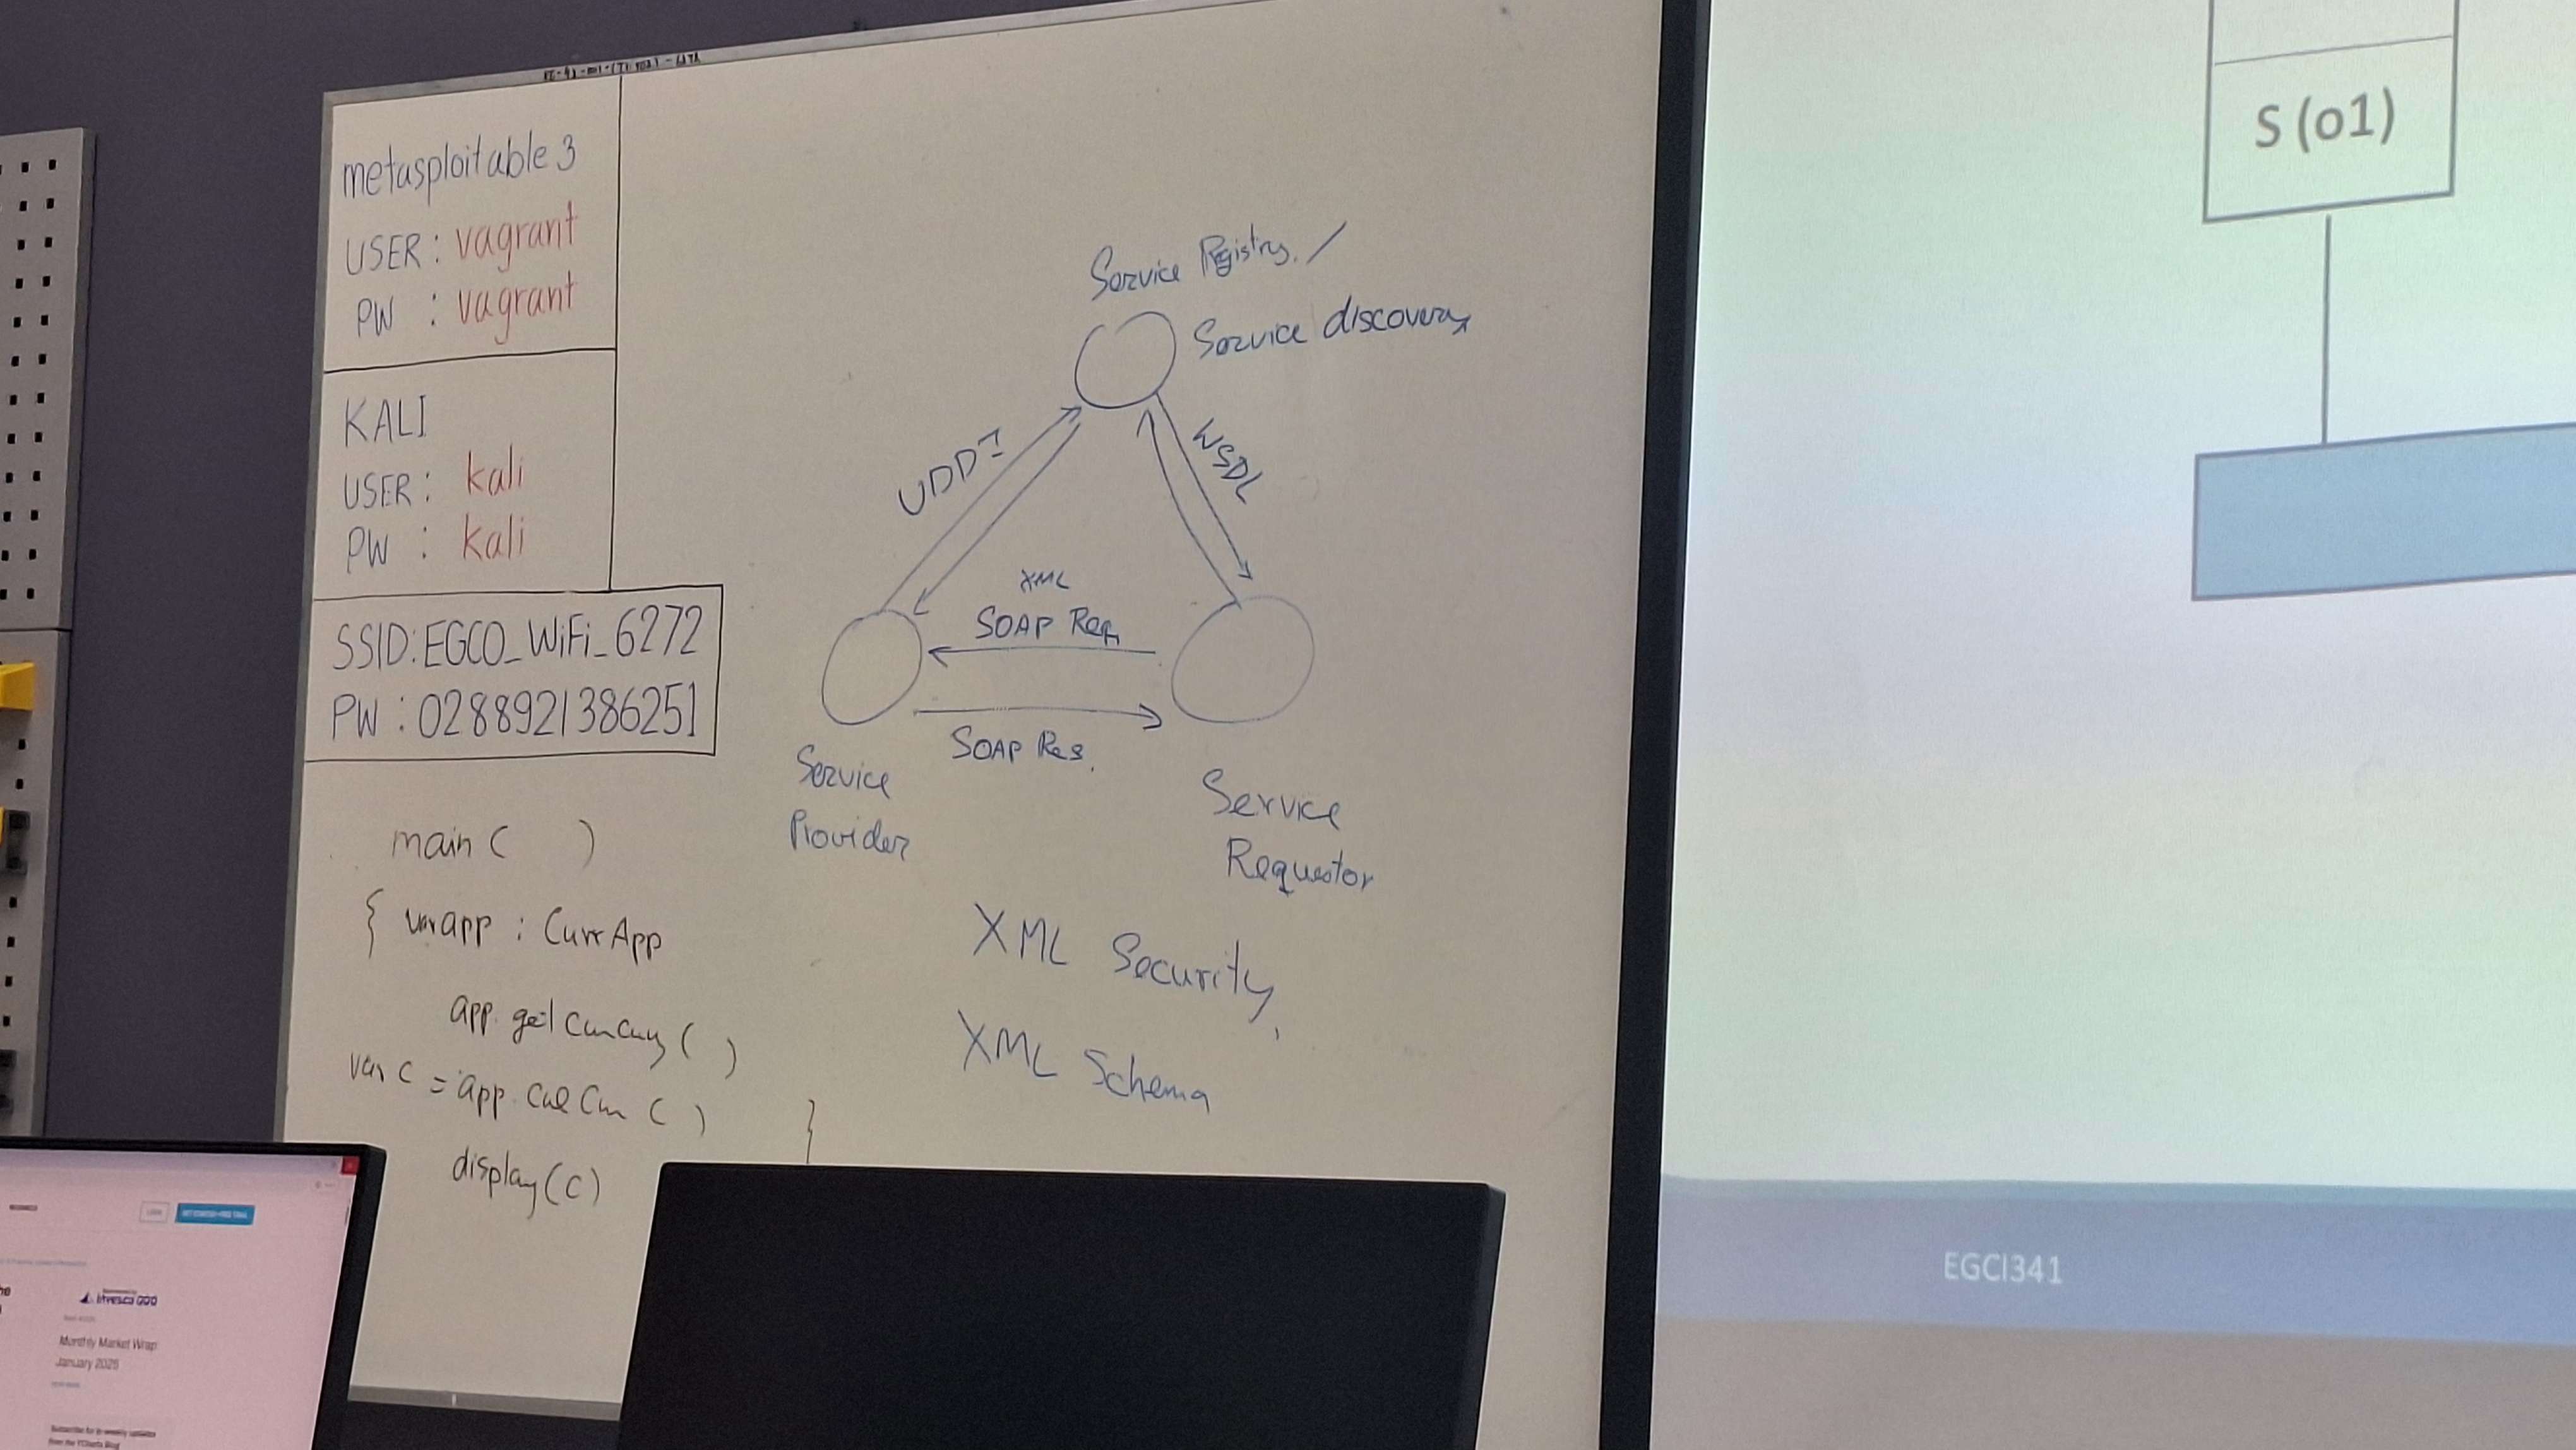 metasploitable 3
USER: vagrant
PW : vagrant
KALI
USER: kali
PW : kali
SSID: EGCO_WiFi_6272
PW : 0288921386251
main ( )
{ var app : CurrApp
app.
var c = app.
display(c)
}
Service Registry /
Service discovery
UDDI
WSDL
XML
SOAP Req
SOAP Res.
Service
Provider
Service
Requestor
XML Security,
XML Schema
S (o1)
EGCI341
Monthly Market Wrap
January 2025